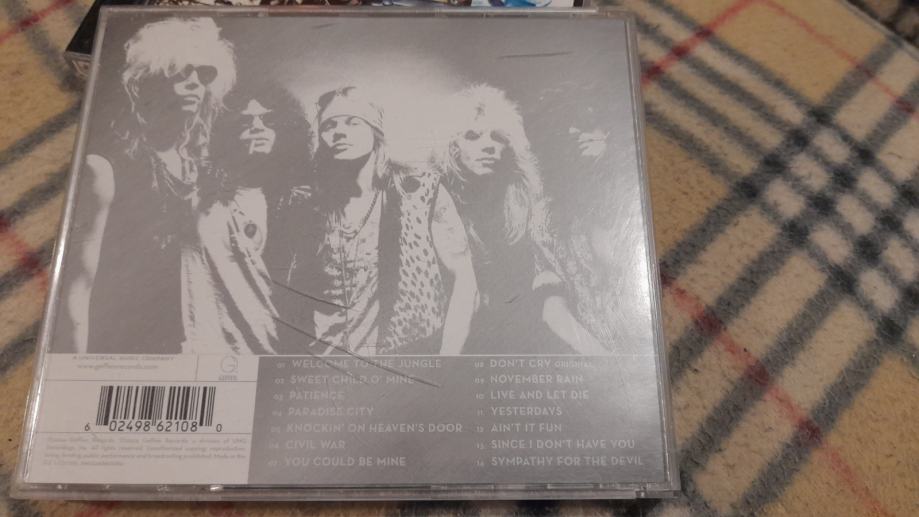 A UNIVERSAL MUSIC COMPANY
www.geffenrecords.com
G
GEFFEN
6 02498 62108 0
01 WELCOME TO THE JUNGLE
02 SWEET CHILD O' MINE
03 PATIENCE
04 PARADISE CITY
05 KNOCKIN' ON HEAVEN'S DOOR
06 CIVIL WAR
07 YOU COULD BE MINE
08 DON'T CRY ORIGINAL
09 NOVEMBER RAIN
10 LIVE AND LET DIE
11 YESTERDAYS
12 AIN'T IT FUN
13 SINCE I DON'T HAVE YOU
14 SYMPATHY FOR THE DEVIL